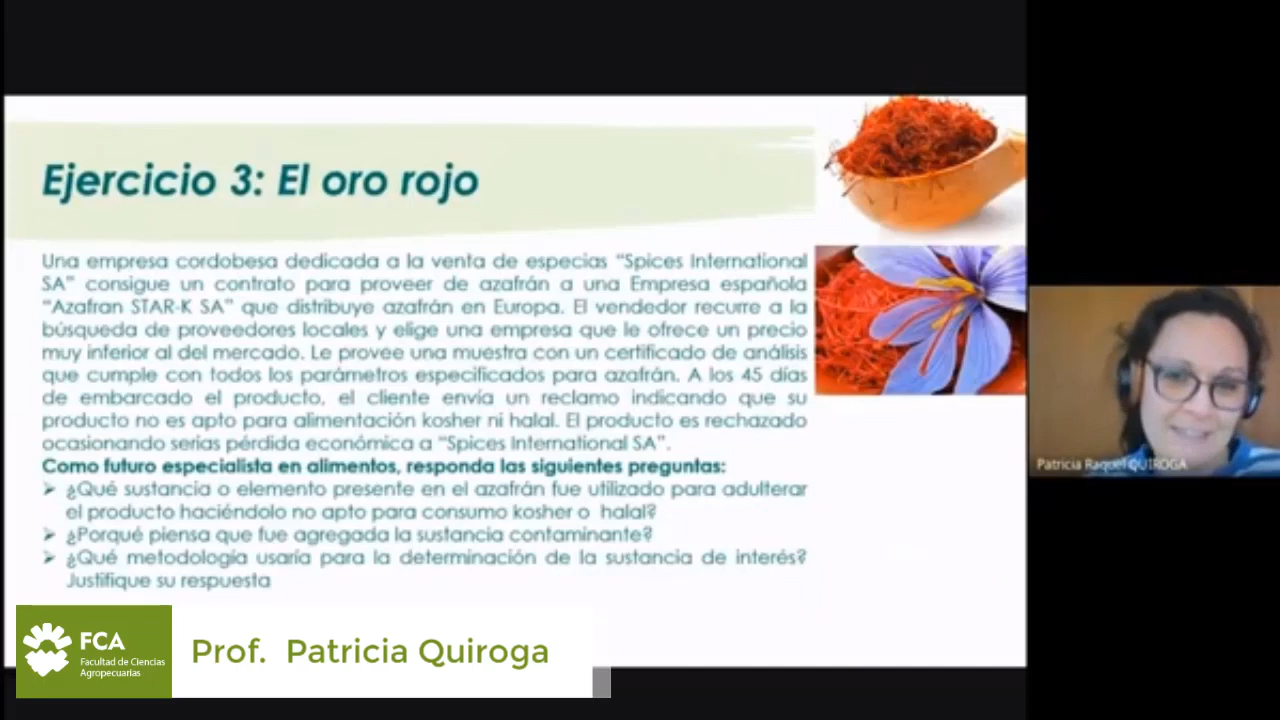 Ejercicio 3: El oro rojo
Una empresa cordobesa dedicada a la venta de especias “Spices International
SA” consigue un contrato para proveer de azafrán a una Empresa española
“Azafran STAR-K SA” que distribuye azafrán en Europa. El vendedor recurre a la
búsqueda de proveedores locales y elige una empresa que le ofrece un precio
muy inferior al del mercado. Le provee una muestra con un certificado de análisis
que cumple con todos los parámetros especificados para azafrán. A los 45 días
de embarcado el producto, el cliente envía un reclamo indicando que su
producto no es apto para alimentación kosher ni halal. El producto es rechazado
ocasionando serias pérdida económica a “Spices International SA”.
Como futuro especialista en alimentos, responda las siguientes preguntas:
➢ ¿Qué sustancia o elemento presente en el azafrán fue utilizado para adulterar
el producto haciéndolo no apto para consumo kosher o halal?
➢ ¿Porqué piensa que fue agregada la sustancia contaminante?
➢ ¿Qué metodología usaría para la determinación de la sustancia de interés?
Justifique su respuesta
Patricia Raquel QUIROGA
FCA
Facultad de Ciencias
Agropecuarias
Prof. Patricia Quiroga